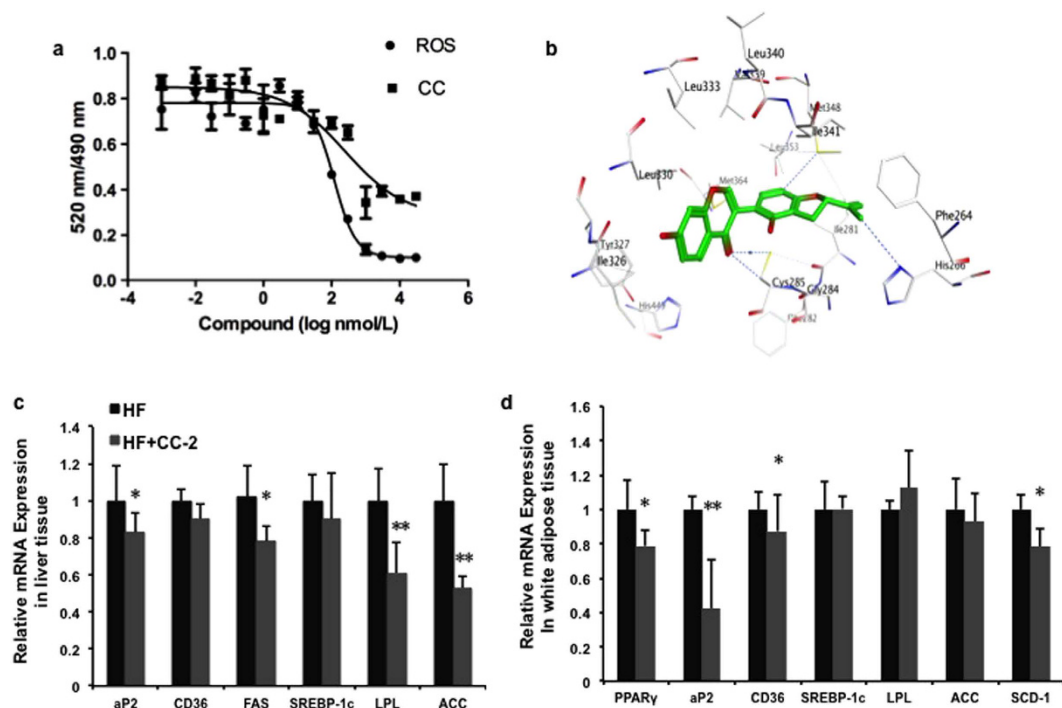 a
ROS
CC
520 nm/490 nm
1.0
0.8
0.6
0.4
0.2
0.0
-4 -2 0 2 4 6
Compound (log nmol/L)
b
Leu340
Leu333
Met348
Ile341
Leu353
Leu330
Met364
Phe264
Ile281
His266
Tyr327
Ile326
Cys285
Gly284
His449
c
HF
HF+CC-2
Relative mRNA Expression
in liver tissue
1.4
1.2
1
0.8
0.6
0.4
0.2
0
* * ** **
aP2 CD36 FAS SREBP-1c LPL ACC
d
Relative mRNA Expression
In white adipose tissue
1.6
1.4
1.2
1
0.8
0.6
0.4
0.2
0
* ** * *
PPARγ aP2 CD36 SREBP-1c LPL ACC SCD-1